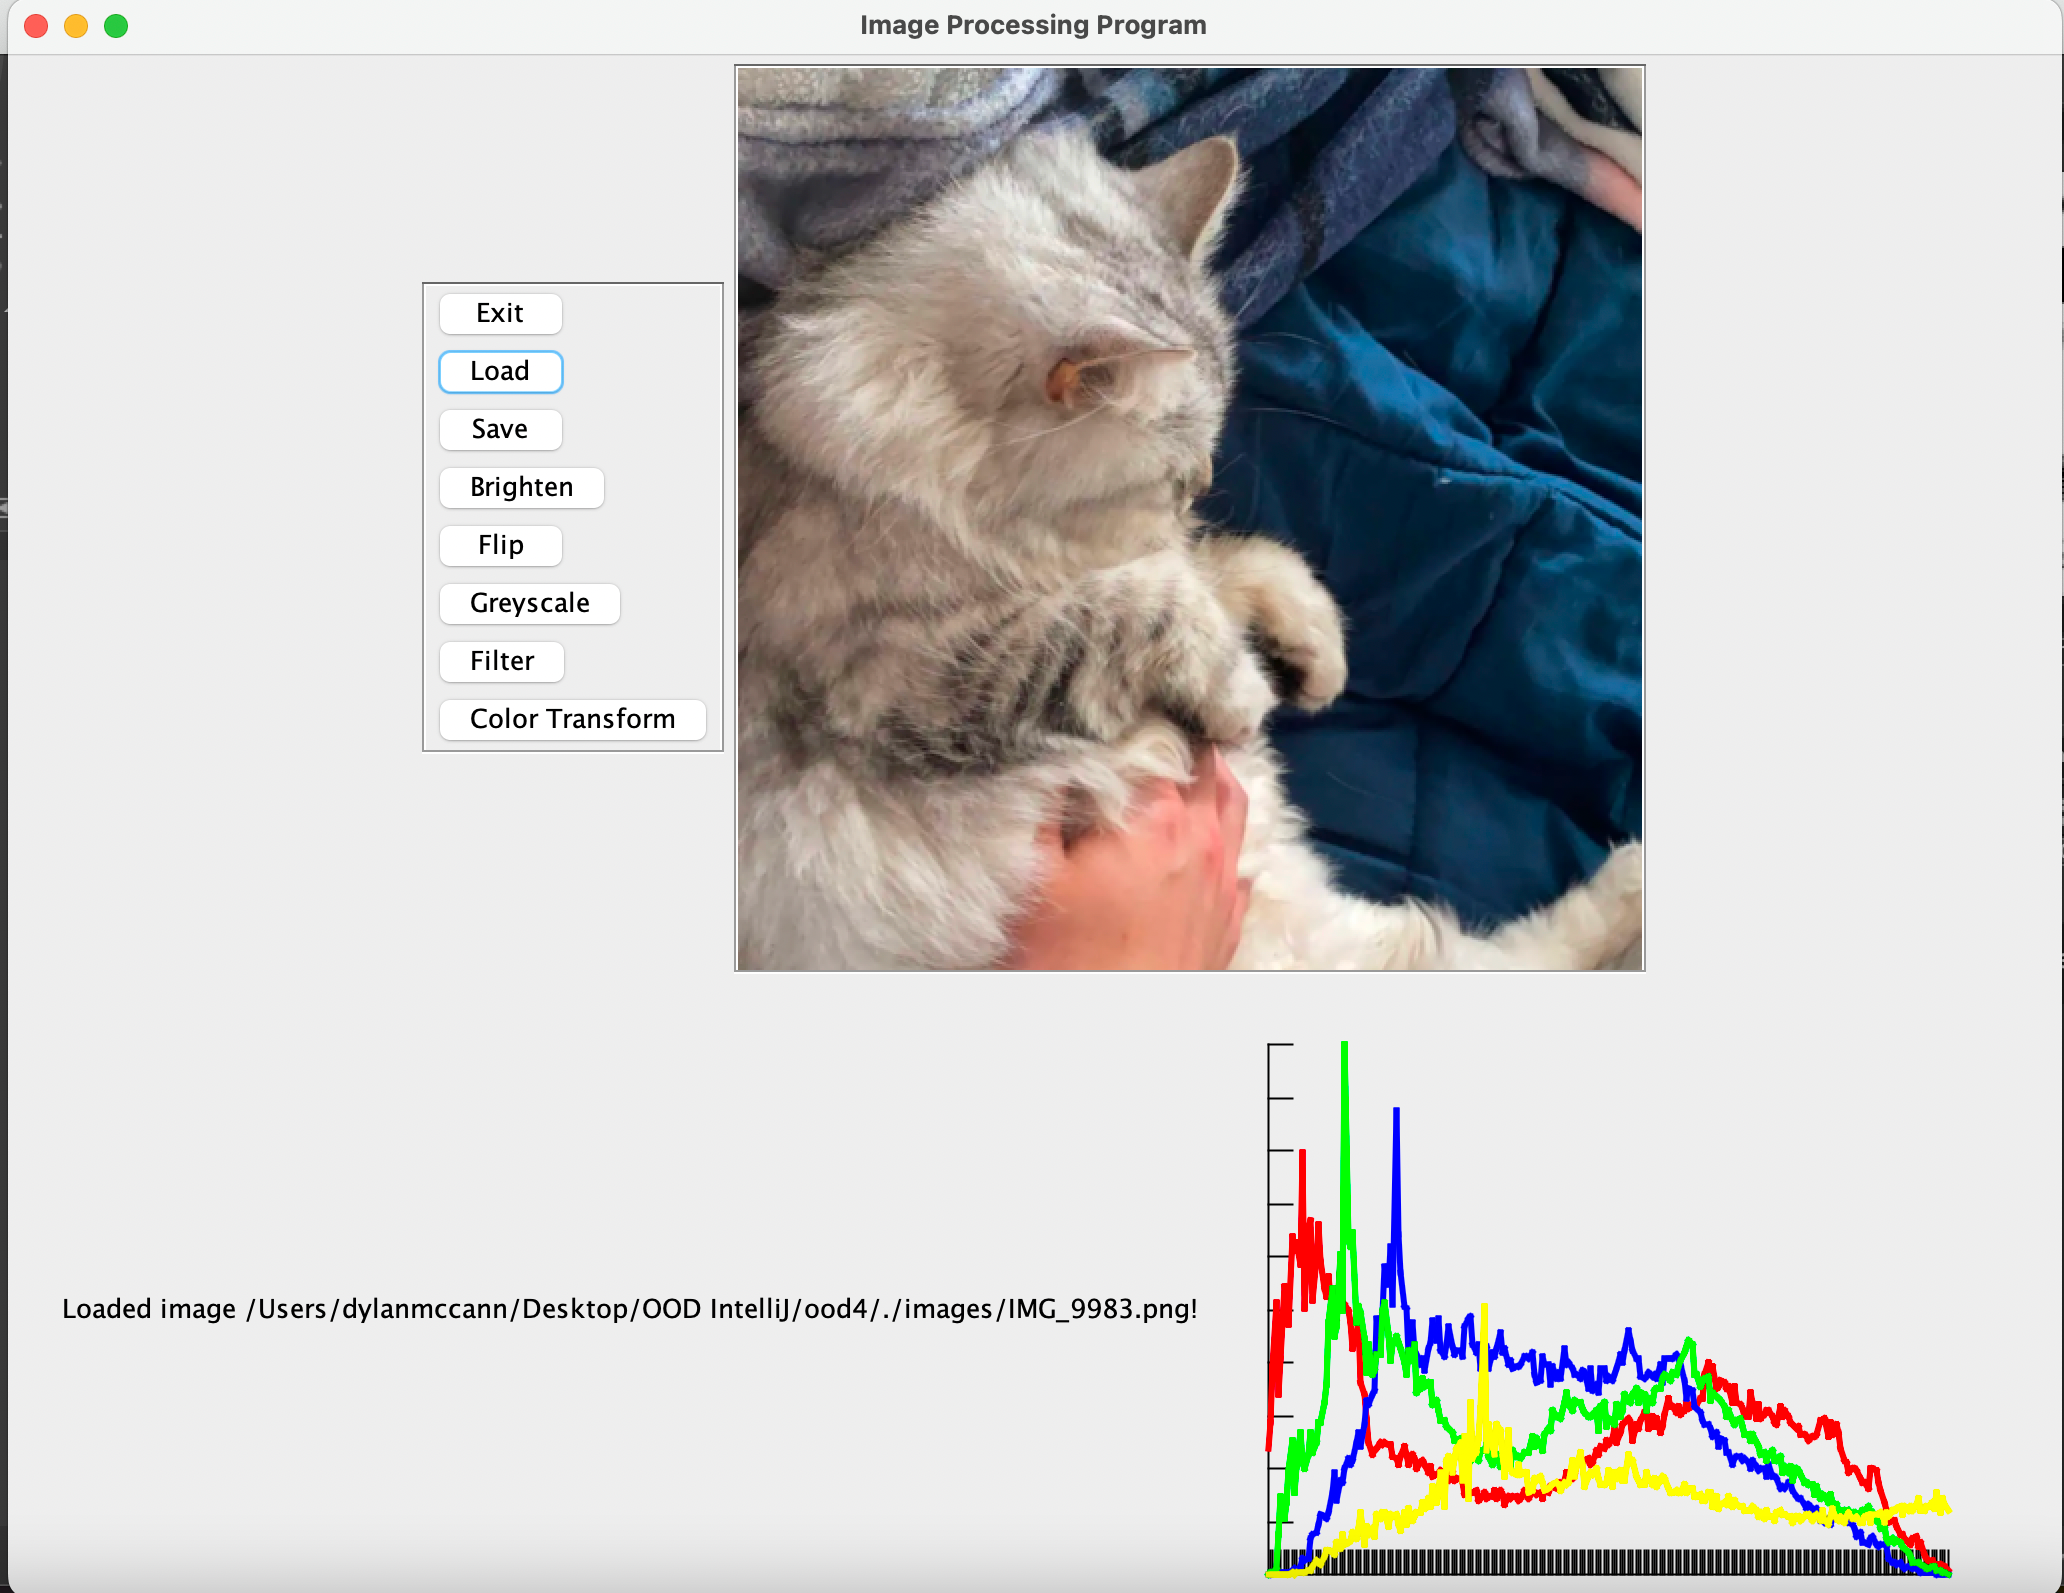 Image Processing Program
Exit
Load
Save
Brighten
Flip
Greyscale
Filter
Color Transform
Loaded image /Users/dylanmccann/Desktop/OOD IntelliJ/ood4/./images/IMG_9983.png!